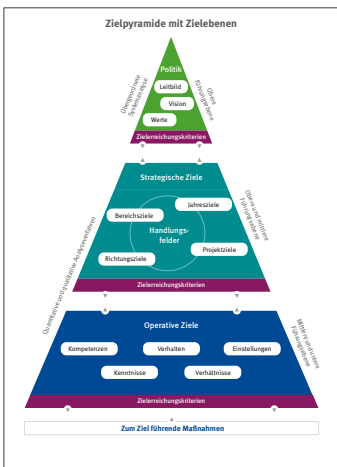 Zielpyramide mit Zielebenen
Politik
Leitbild
Vision
Werte
Übergeordnete
Systemanalyse
Obere
Führungsebene
Zielerreichungskriterien
Strategische Ziele
Jahresziele
Bereichsziele
Handlungs-
felder
Richtungsziele
Projektziele
Quantitative und qualitative Analyseverfahren
Obere und mittlere
Führungsebene
Zielerreichungskriterien
Operative Ziele
Kompetenzen
Verhalten
Einstellungen
Kenntnisse
Verhältnisse
Mittlere und untere
Führungsebene
Zielerreichungskriterien
Zum Ziel führende Maßnahmen